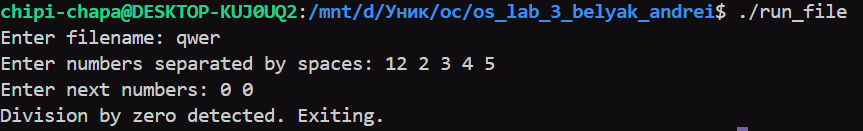 chipi-chapa@DESKTOP-KUJ0UQ2:/mnt/d/Уник/ос/os_lab_3_belyak_andrei$ ./run_file
Enter filename: qwer
Enter numbers separated by spaces: 12 2 3 4 5
Enter next numbers: 0 0
Division by zero detected. Exiting.